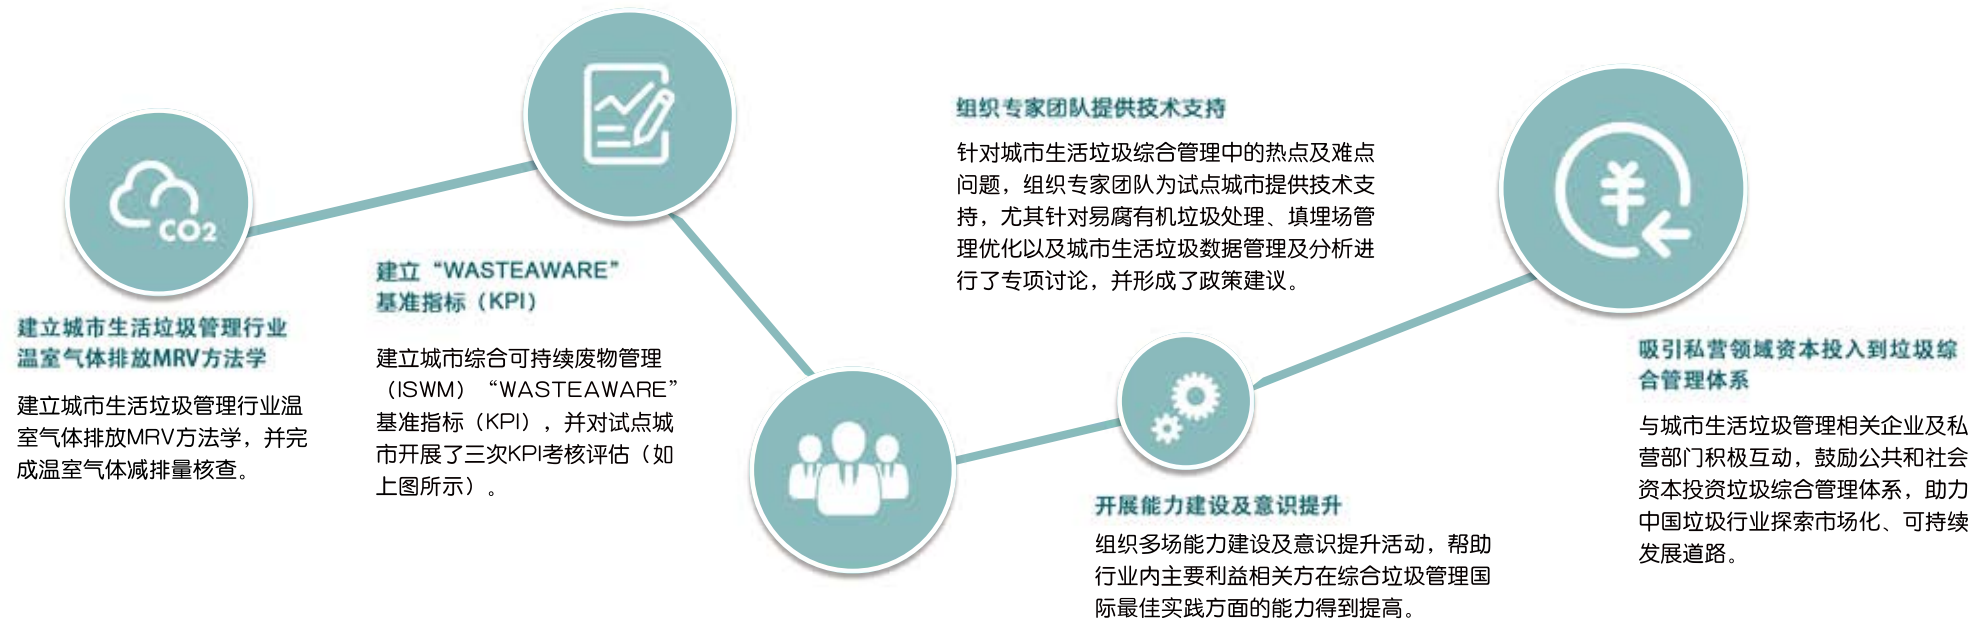 CO2
建立城市生活垃圾管理行业
温室气体排放MRV方法学
建立城市生活垃圾管理行业温
室气体排放MRV方法学，并完
成温室气体减排量核查。
建立“WASTEAWARE”
基准指标（KPI）
建立城市综合可持续废物管理
（ISWM）“WASTEAWARE”
基准指标（KPI），并对试点城
市开展了三次KPI考核评估（如
上图所示）。
组织专家团队提供技术支持
针对城市生活垃圾综合管理中的热点及难点
问题，组织专家团队为试点城市提供技术支
持，尤其针对易腐有机垃圾处理、填埋场管
理优化以及城市生活垃圾数据管理及分析进
行了专项讨论，并形成了政策建议。
开展能力建设及意识提升
组织多场能力建设及意识提升活动，帮助
行业内主要利益相关方在综合垃圾管理国
际最佳实践方面的能力得到提高。
¥
吸引私营领域资本投入到垃圾综
合管理体系
与城市生活垃圾管理相关企业及私
营部门积极互动，鼓励公共和社会
资本投资垃圾综合管理体系，助力
中国垃圾行业探索市场化、可持续
发展道路。